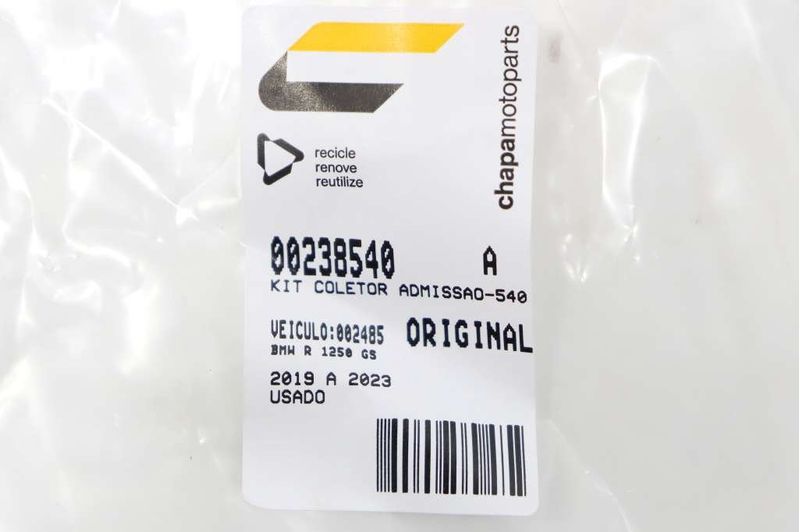 chapamotoparts
recicle
renove
reutilize
00238540 A
KIT COLETOR ADMISSAO-540
VEICULO:002485 ORIGINAL
BMW R 1250 GS
2019 A 2023
USADO